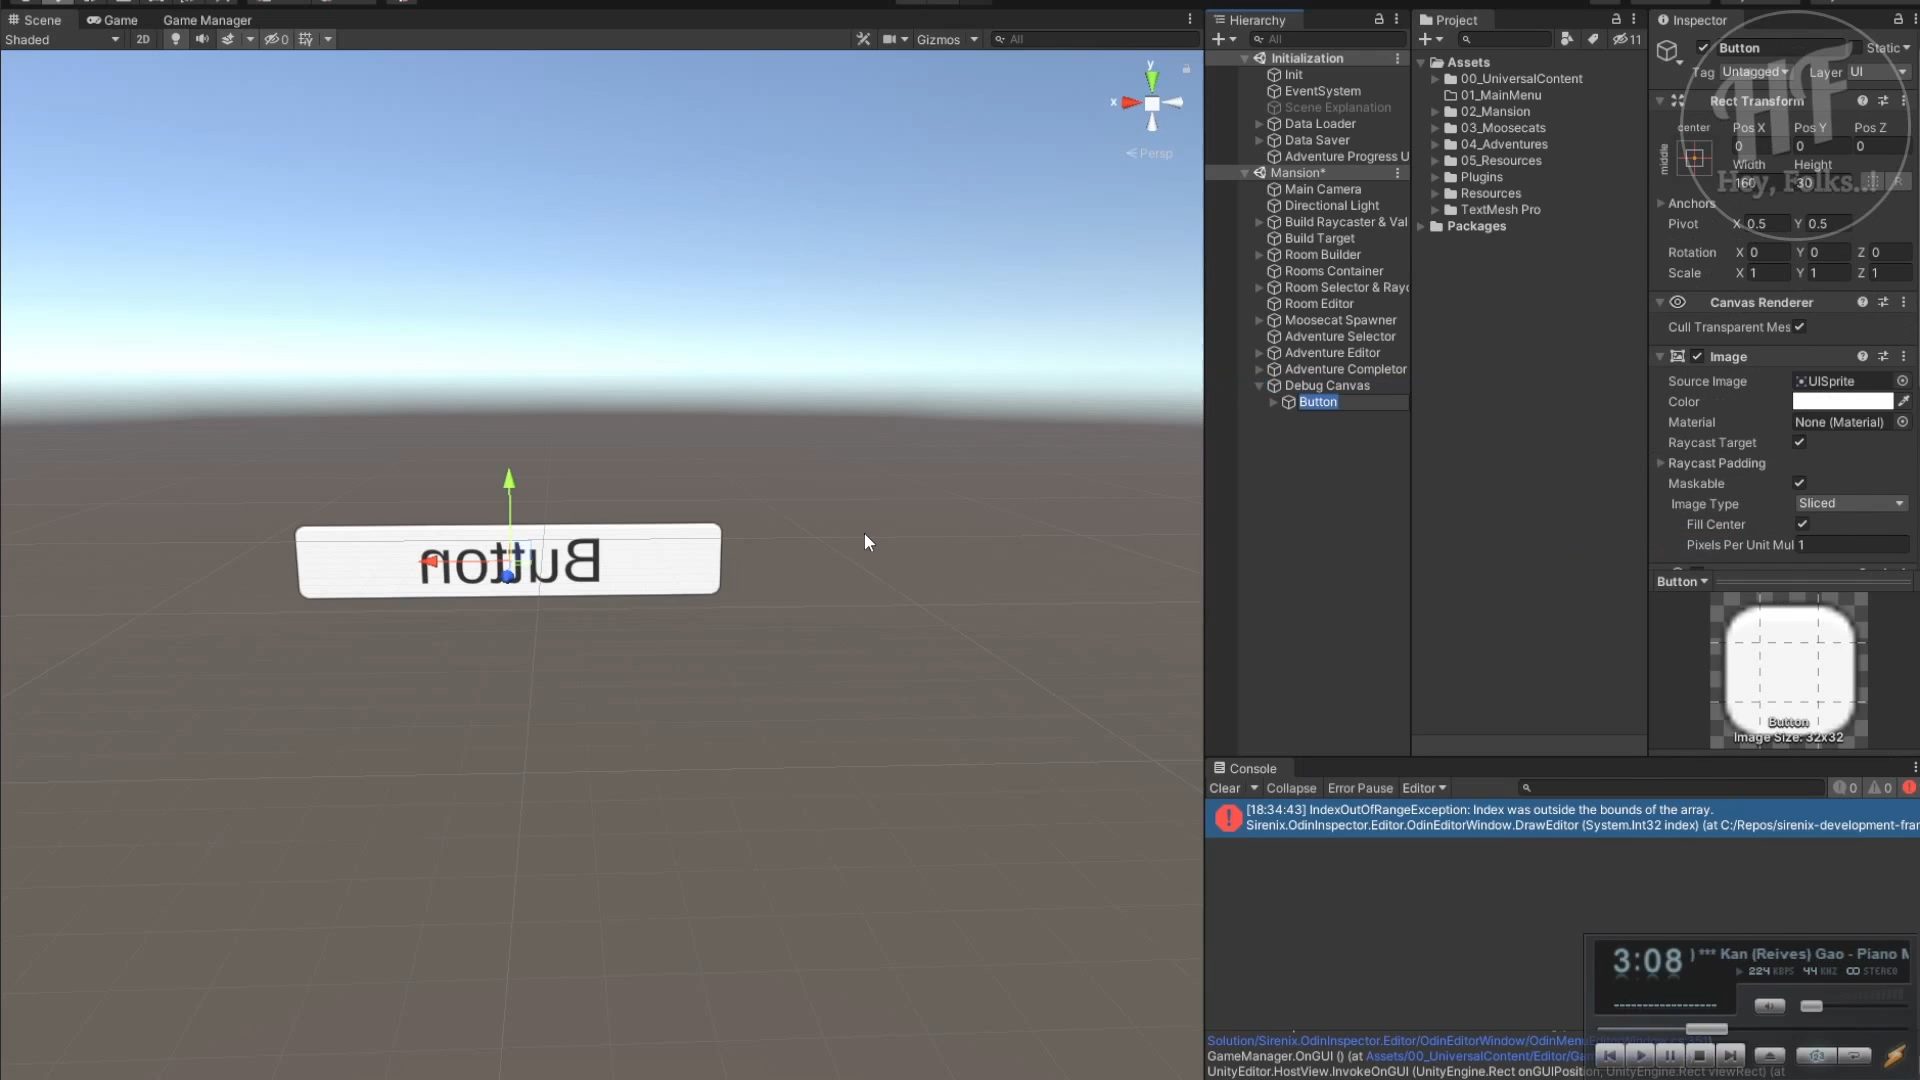 Scene
Game
Game Manager
Shaded
2D
0
Gizmos
All
y
x
Persp
Button
Hierarchy
All
Initialization
Init
EventSystem
Scene Explanation
Data Loader
Data Saver
Adventure Progress U
Mansion*
Main Camera
Directional Light
Build Raycaster & Val
Build Target
Room Builder
Rooms Container
Room Selector & Rayc
Room Editor
Moosecat Spawner
Adventure Selector
Adventure Editor
Adventure Completor
Debug Canvas
Button
Project
11
Assets
00_UniversalContent
01_MainMenu
02_Mansion
03_Moosecats
04_Adventures
05_Resources
Plugins
Resources
TextMesh Pro
Packages
Inspector
Button
Static
Tag Untagged Layer UI
Rect Transform
center Pos X Pos Y Pos Z
middle
0 0 0
Width Height
160 30 R
HF
Hey, Folks..!
Anchors
Pivot X 0.5 Y 0.5
Rotation X 0 Y 0 Z 0
Scale X 1 Y 1 Z 1
Canvas Renderer
Cull Transparent Mes
Image
Source Image UISprite
Color
Material None (Material)
Raycast Target
Raycast Padding
Maskable
Image Type Sliced
Fill Center
Pixels Per Unit Mul 1
Button
Button
Image Size: 32x32
Console
Clear Collapse Error Pause Editor 0 0
[18:34:43] IndexOutOfRangeException: Index was outside the bounds of the array.
Sirenix.OdinInspector.Editor.OdinEditorWindow.DrawEditor (System.Int32 index) (at C:/Repos/sirenix-development-fra
3:08 ) *** Kan (Reives) Gao - Piano
224 KBPS 44 KHZ STEREO
Solution/Sirenix.OdinInspector.Editor/OdinEditorWindow/OdinMenu
GameManager.OnGUI () (at Assets/00_UniversalContent/Editor/Ga
UnityEditor.HostView.InvokeOnGUI (UnityEngine.Rect onGUIPosition, UnityEngine.Rect viewRect) (at